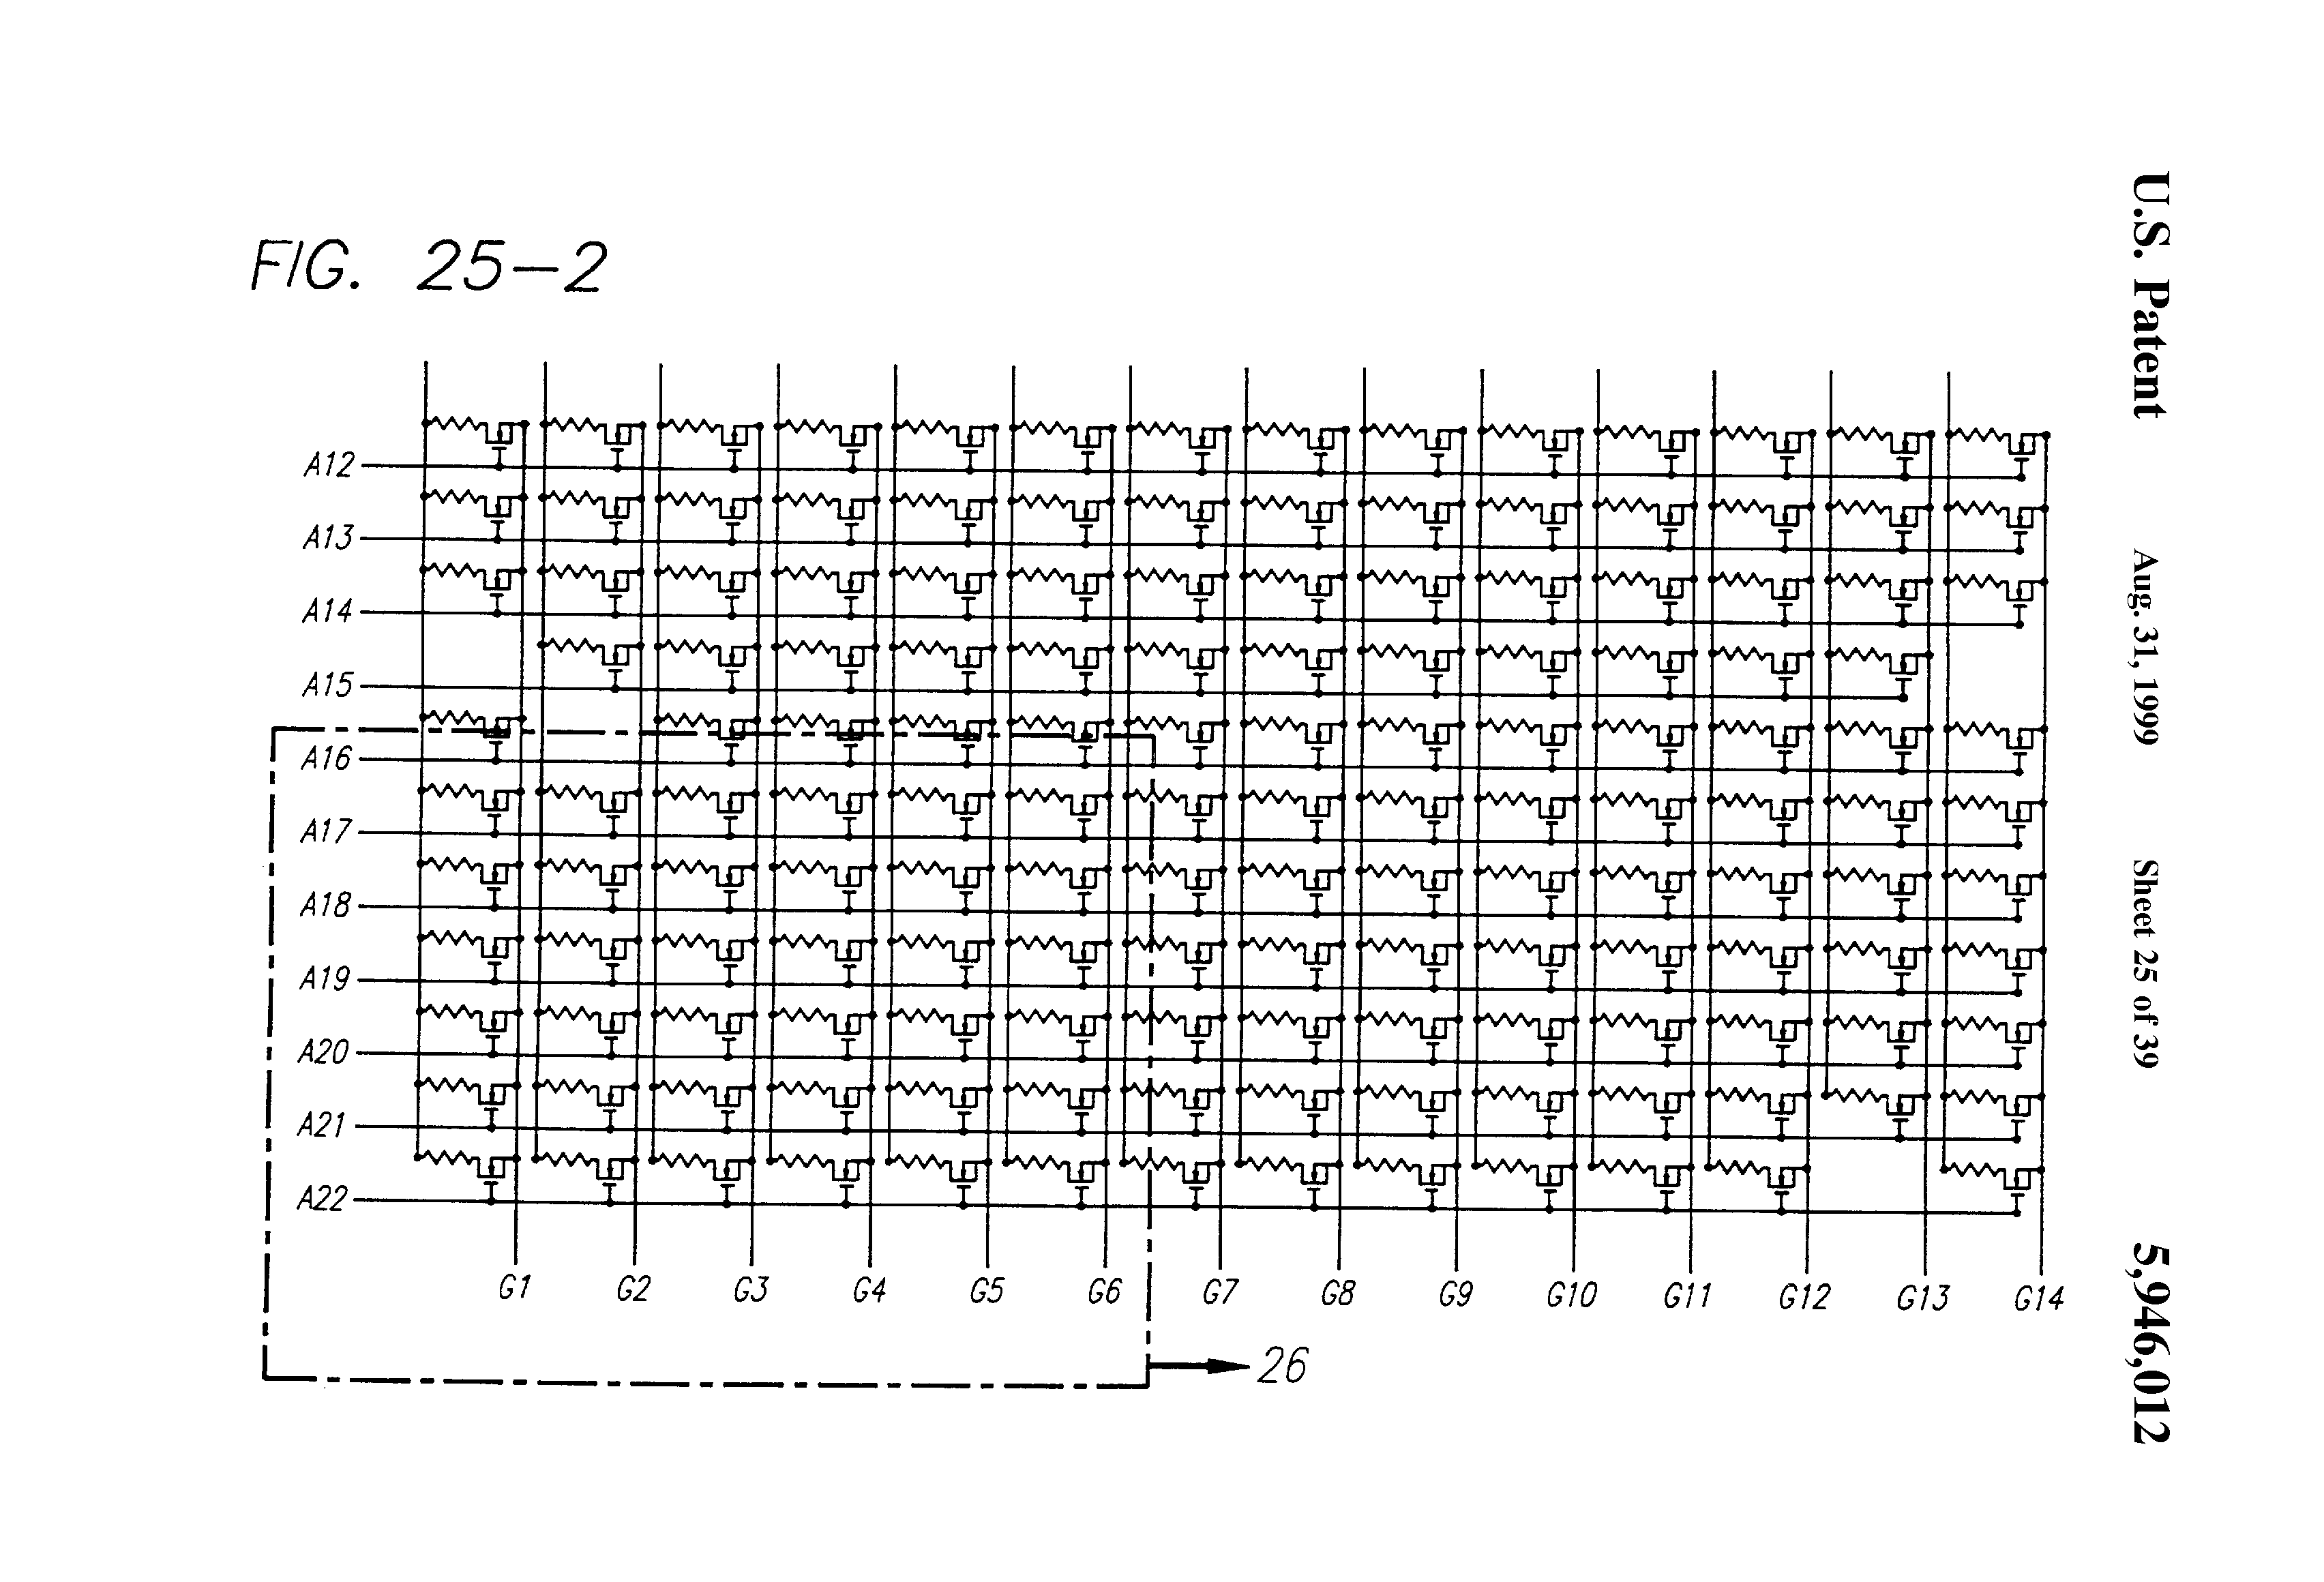 U.S. Patent Aug. 31, 1999 Sheet 25 of 39 5,946,012
FIG. 25-2
A12
A13
A14
A15
A16
A17
A18
A19
A20
A21
A22
G1 G2 G3 G4 G5 G6 G7 G8 G9 G10 G11 G12 G13 G14
26